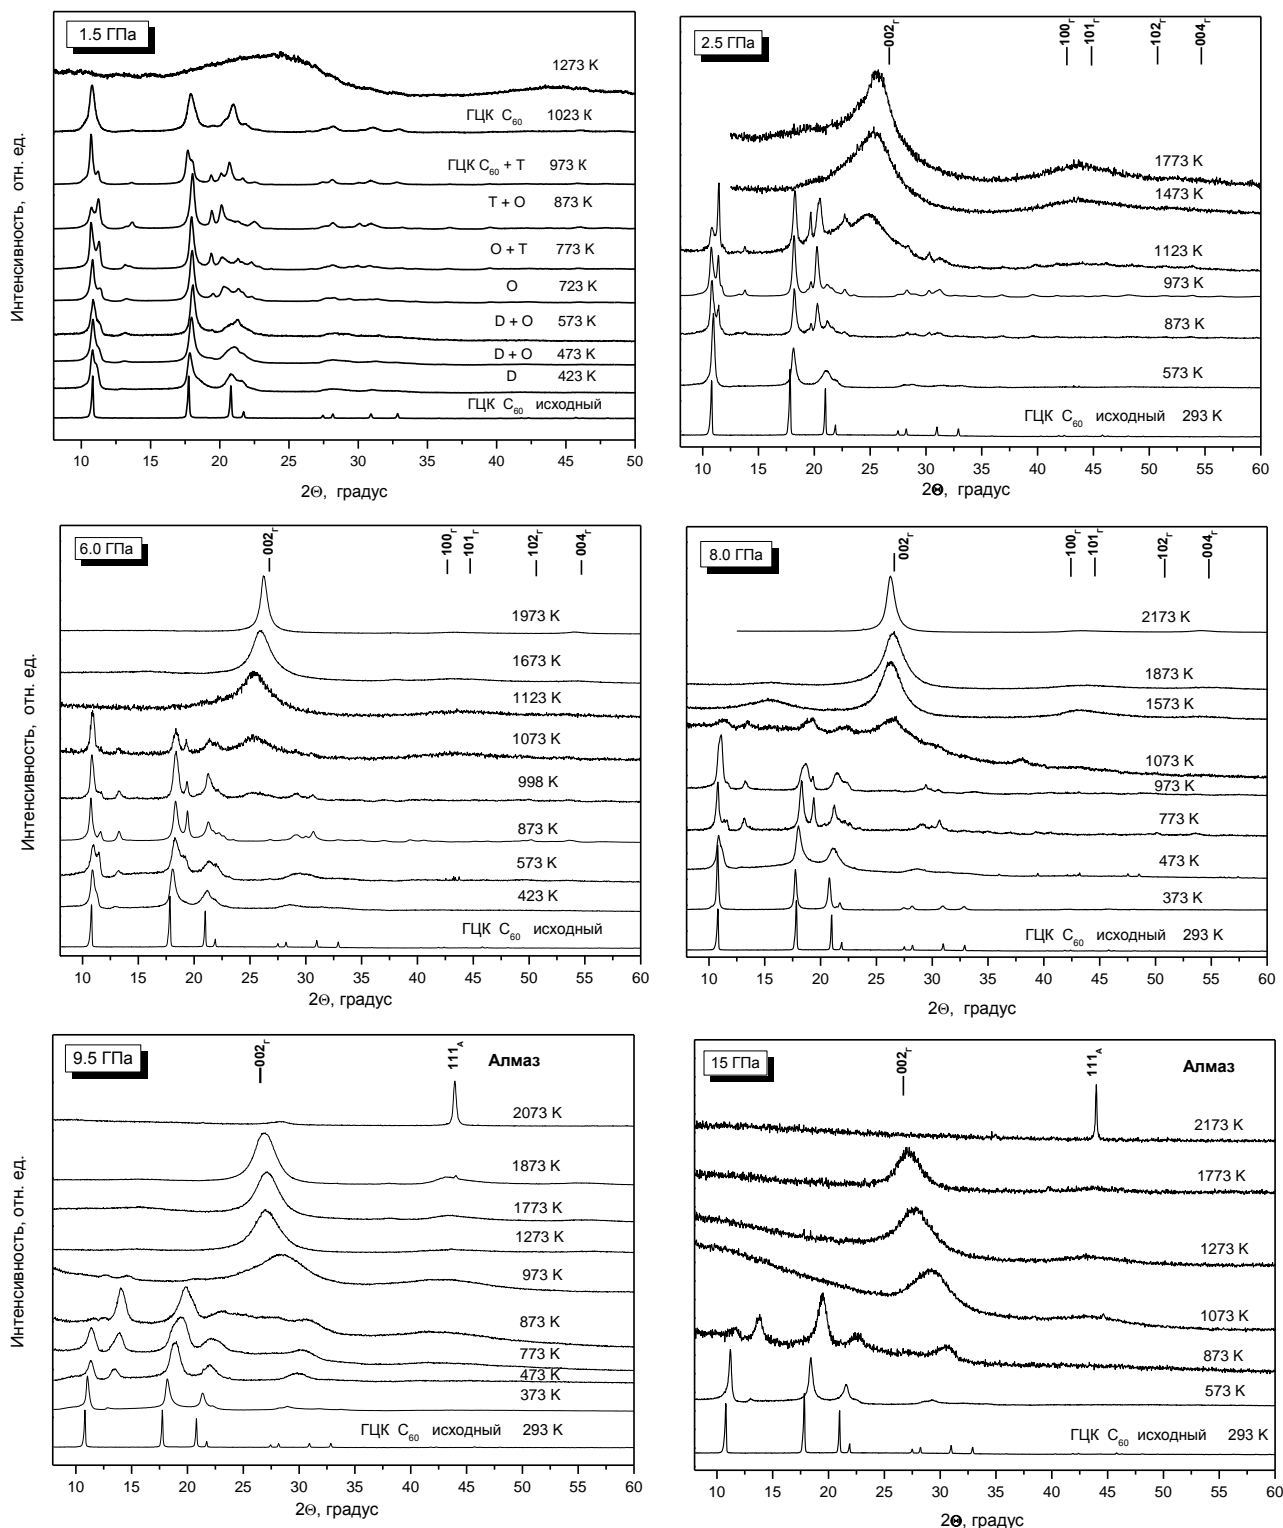 1.5 ГПа
1273 K
ГЦК C60 1023 K
ГЦК C60 + T 973 K
T + O 873 K
O + T 773 K
O 723 K
D + O 573 K
D + O 473 K
D 423 K
ГЦК C60 исходный
Интенсивность, отн. ед.
10 15 20 25 30 35 40 45 50
2Θ, градус
2.5 ГПа
002Г 100Г 101Г 102Г 004Г
1773 K
1473 K
1123 K
973 K
873 K
573 K
ГЦК C60 исходный 293 K
10 15 20 25 30 35 40 45 50 55 60
2Θ, градус
6.0 ГПа
002Г 100Г 101Г 102Г 004Г
1973 K
1673 K
1123 K
1073 K
998 K
873 K
573 K
423 K
ГЦК C60 исходный
Интенсивность, отн. ед.
10 15 20 25 30 35 40 45 50 55 60
2Θ, градус
8.0 ГПа
002Г 100Г 101Г 102Г 004Г
2173 K
1873 K
1573 K
1073 K
973 K
773 K
473 K
373 K
ГЦК C60 исходный 293 K
10 15 20 25 30 35 40 45 50 55 60
2Θ, градус
9.5 ГПа
002Г 111А Алмаз
2073 K
1873 K
1773 K
1273 K
973 K
873 K
773 K
473 K
373 K
ГЦК C60 исходный 293 K
Интенсивность, отн. ед.
10 15 20 25 30 35 40 45 50 55 60
2Θ, градус
15 ГПа
002Г 111А Алмаз
2173 K
1773 K
1273 K
1073 K
873 K
573 K
ГЦК C60 исходный 293 K
10 15 20 25 30 35 40 45 50 55 60
2Θ, градус